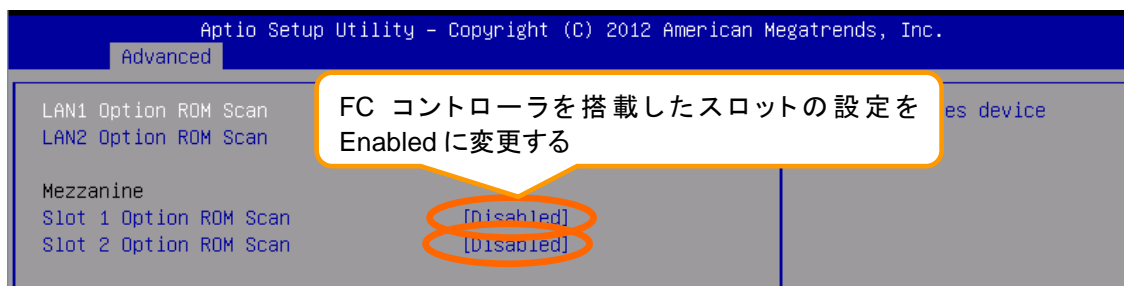 Aptio Setup Utility – Copyright (C) 2012 American Megatrends, Inc.
Advanced
LAN1 Option ROM Scan
LAN2 Option ROM Scan
FC コントローラを搭載したスロットの設定を
Enabled に変更する
es device
Mezzanine
Slot 1 Option ROM Scan [Disabled]
Slot 2 Option ROM Scan [Disabled]